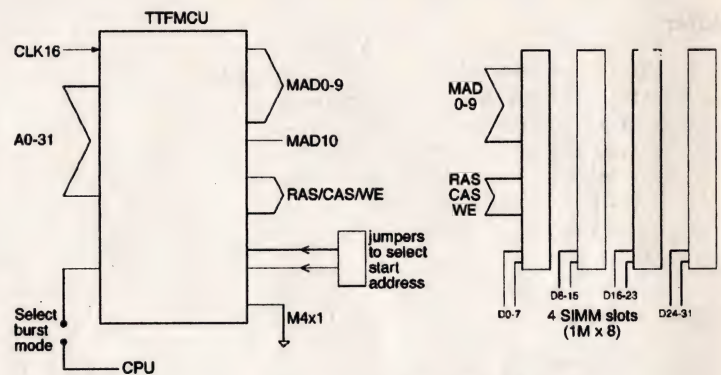 TTFMCU
CLK16
A0-31
MAD0-9
MAD10
RAS/CAS/WE
jumpers
to select
start
address
M4x1
Select
burst
mode
CPU
MAD
0-9
RAS
CAS
WE
D0-7
D8-15
D16-23
D24-31
4 SIMM slots
(1M x 8)